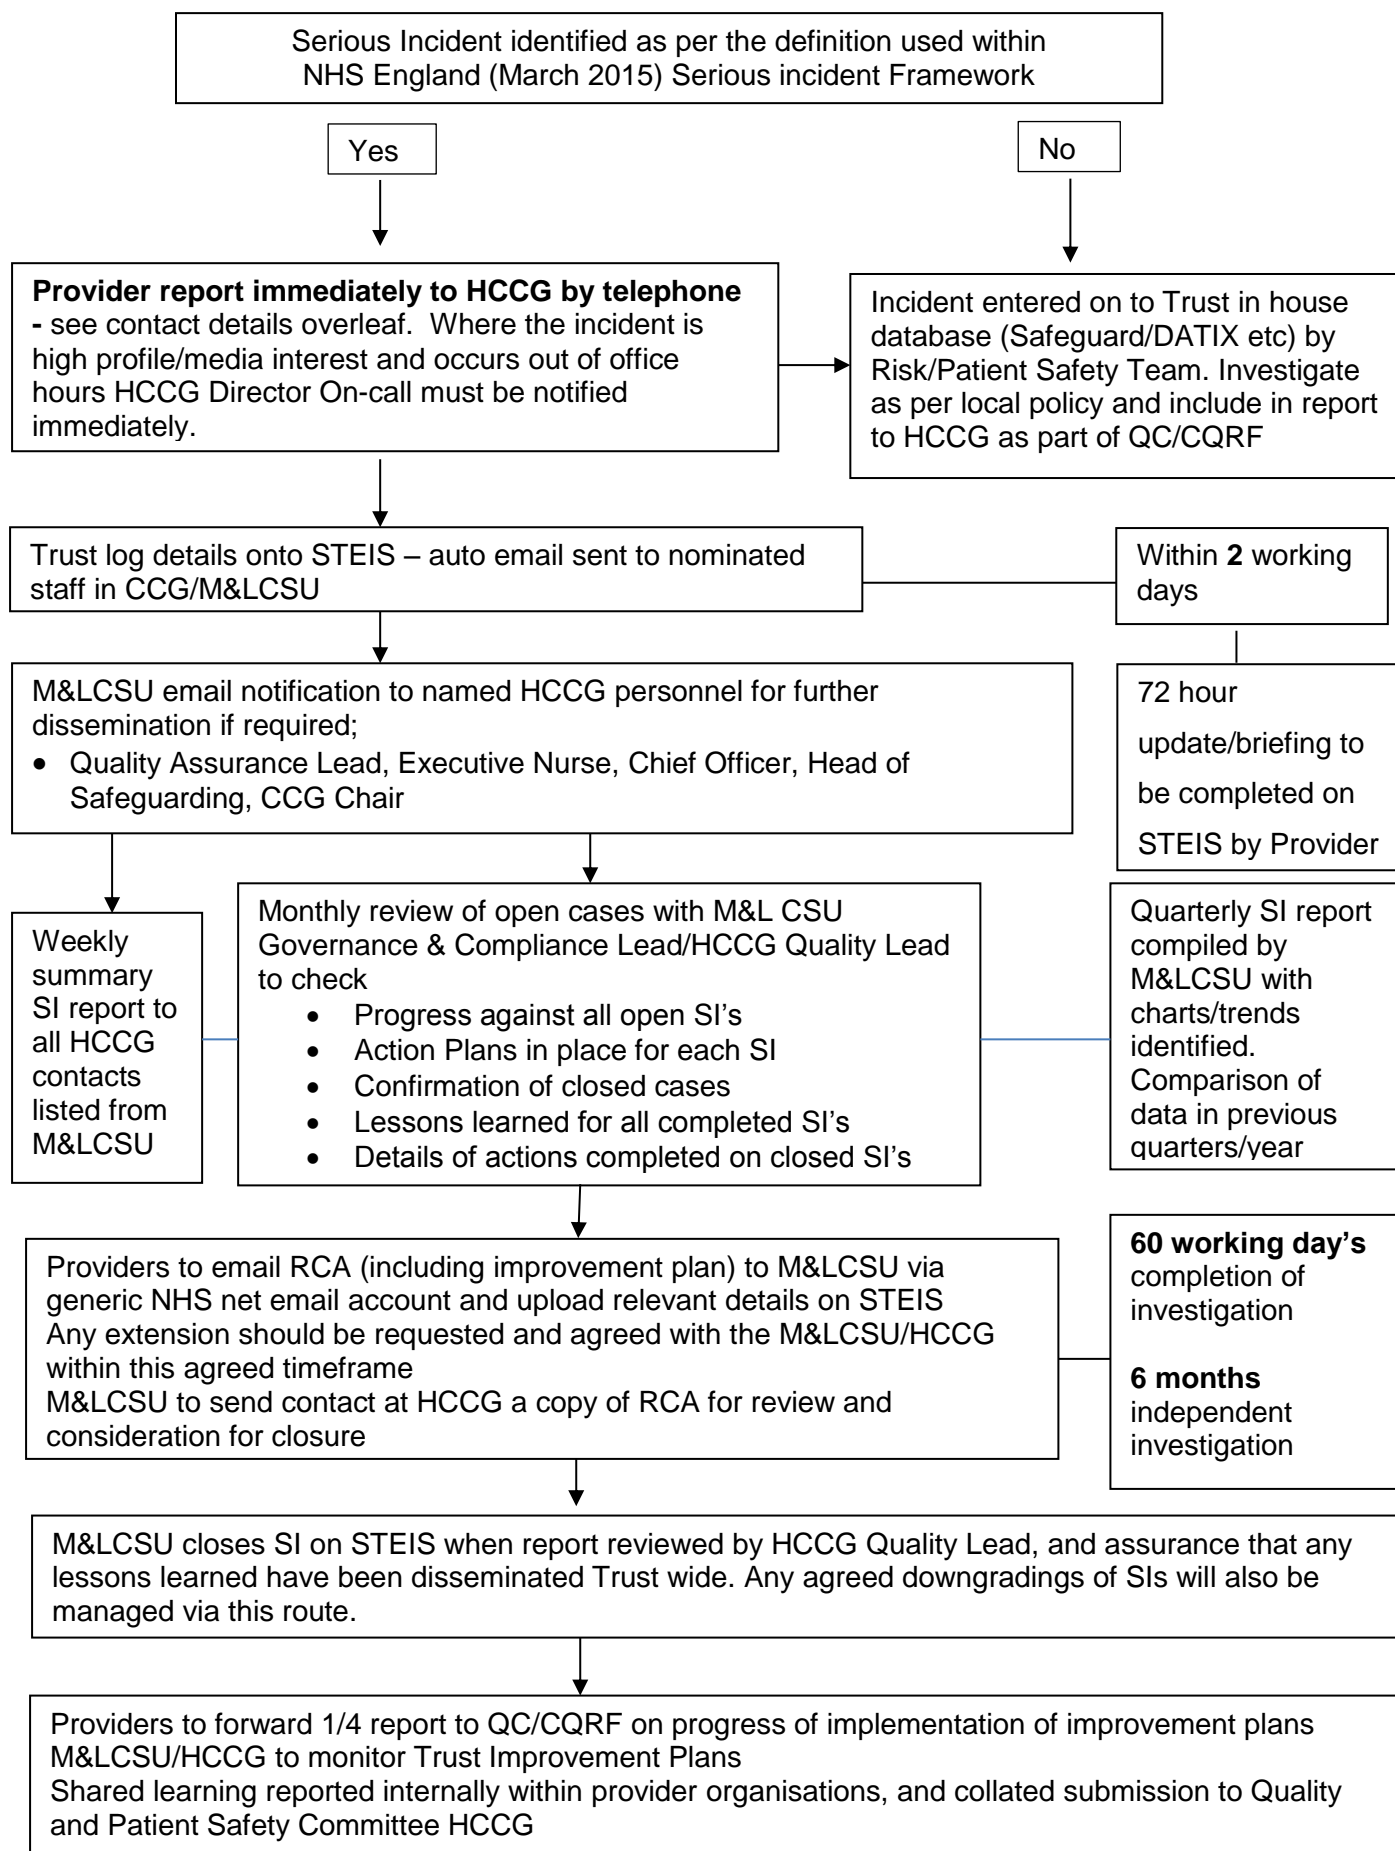 Serious Incident identified as per the definition used within
NHS England (March 2015) Serious incident Framework
Yes
No
Provider report immediately to HCCG by telephone
- see contact details overleaf. Where the incident is
high profile/media interest and occurs out of office
hours HCCG Director On-call must be notified
immediately.
Incident entered on to Trust in house
database (Safeguard/DATIX etc) by
Risk/Patient Safety Team. Investigate
as per local policy and include in report
to HCCG as part of QC/CQRF
Trust log details onto STEIS – auto email sent to nominated
staff in CCG/M&LCSU
Within 2 working
days
M&LCSU email notification to named HCCG personnel for further
dissemination if required;
• Quality Assurance Lead, Executive Nurse, Chief Officer, Head of
Safeguarding, CCG Chair
72 hour
update/briefing to
be completed on
STEIS by Provider
Weekly
summary
SI report to
all HCCG
contacts
listed from
M&LCSU
Monthly review of open cases with M&L CSU
Governance & Compliance Lead/HCCG Quality Lead
to check
• Progress against all open SI’s
• Action Plans in place for each SI
• Confirmation of closed cases
• Lessons learned for all completed SI’s
• Details of actions completed on closed SI’s
Quarterly SI report
compiled by
M&LCSU with
charts/trends
identified.
Comparison of
data in previous
quarters/year
Providers to email RCA (including improvement plan) to M&LCSU via
generic NHS net email account and upload relevant details on STEIS
Any extension should be requested and agreed with the M&LCSU/HCCG
within this agreed timeframe
M&LCSU to send contact at HCCG a copy of RCA for review and
consideration for closure
60 working day’s
completion of
investigation
6 months
independent
investigation
M&LCSU closes SI on STEIS when report reviewed by HCCG Quality Lead, and assurance that any
lessons learned have been disseminated Trust wide. Any agreed downgradings of SIs will also be
managed via this route.
Providers to forward 1/4 report to QC/CQRF on progress of implementation of improvement plans
M&LCSU/HCCG to monitor Trust Improvement Plans
Shared learning reported internally within provider organisations, and collated submission to Quality
and Patient Safety Committee HCCG